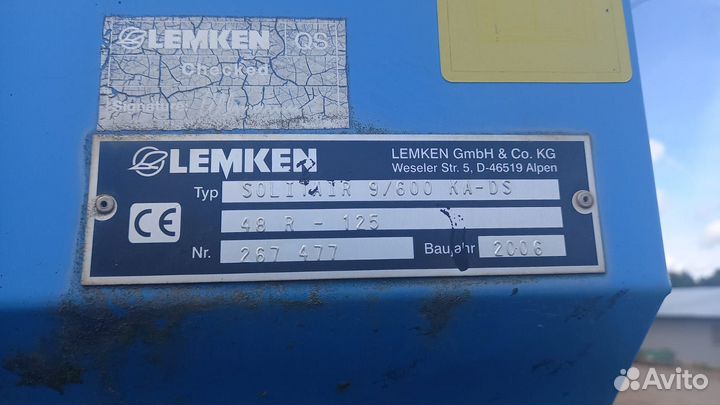 LEMKEN QS
Checked
Signature
LEMKEN
LEMKEN GmbH & Co. KG
Weseler Str. 5, D-46519 Alpen
Typ SOLITAIR 9/600 KA-DS
48 R - 125
CE
Nr. 267 477 Baujahr 2006
Avito